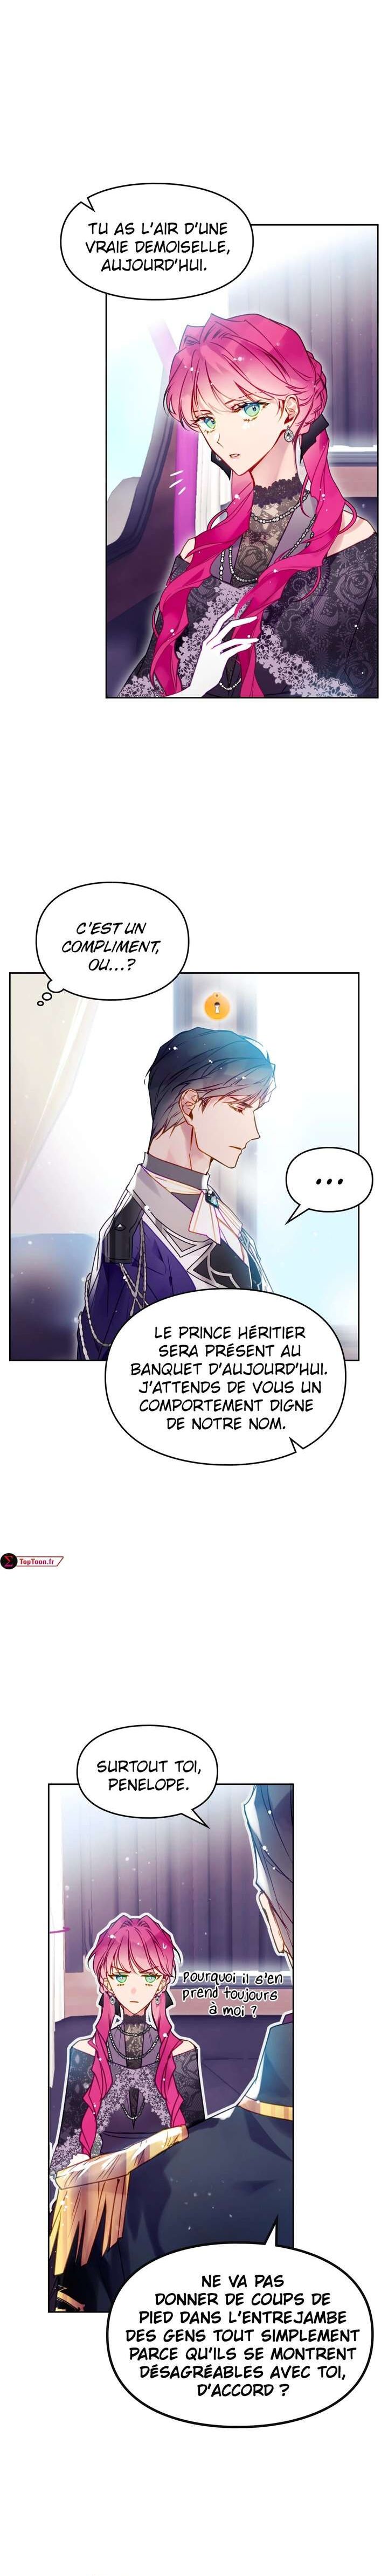 TU AS L'AIR D'UNE
VRAIE DEMOISELLE,
AUJOURD'HUI.
C'EST UN
COMPLIMENT,
OU...?
...
LE PRINCE HÉRITIER
SERA PRÉSENT AU
BANQUET D'AUJOURD'HUI.
J'ATTENDS DE VOUS UN
COMPORTEMENT DIGNE
DE NOTRE NOM.
TopToon.fr
SURTOUT TOI,
PENELOPE.
pourquoi il s'en
prend toujours
à moi ?
NE VA PAS
DONNER DE COUPS DE
PIED DANS L'ENTREJAMBE
DES GENS TOUT SIMPLEMENT
PARCE QU'ILS SE MONTRENT
DÉSAGRÉABLES AVEC TOI,
D'ACCORD ?